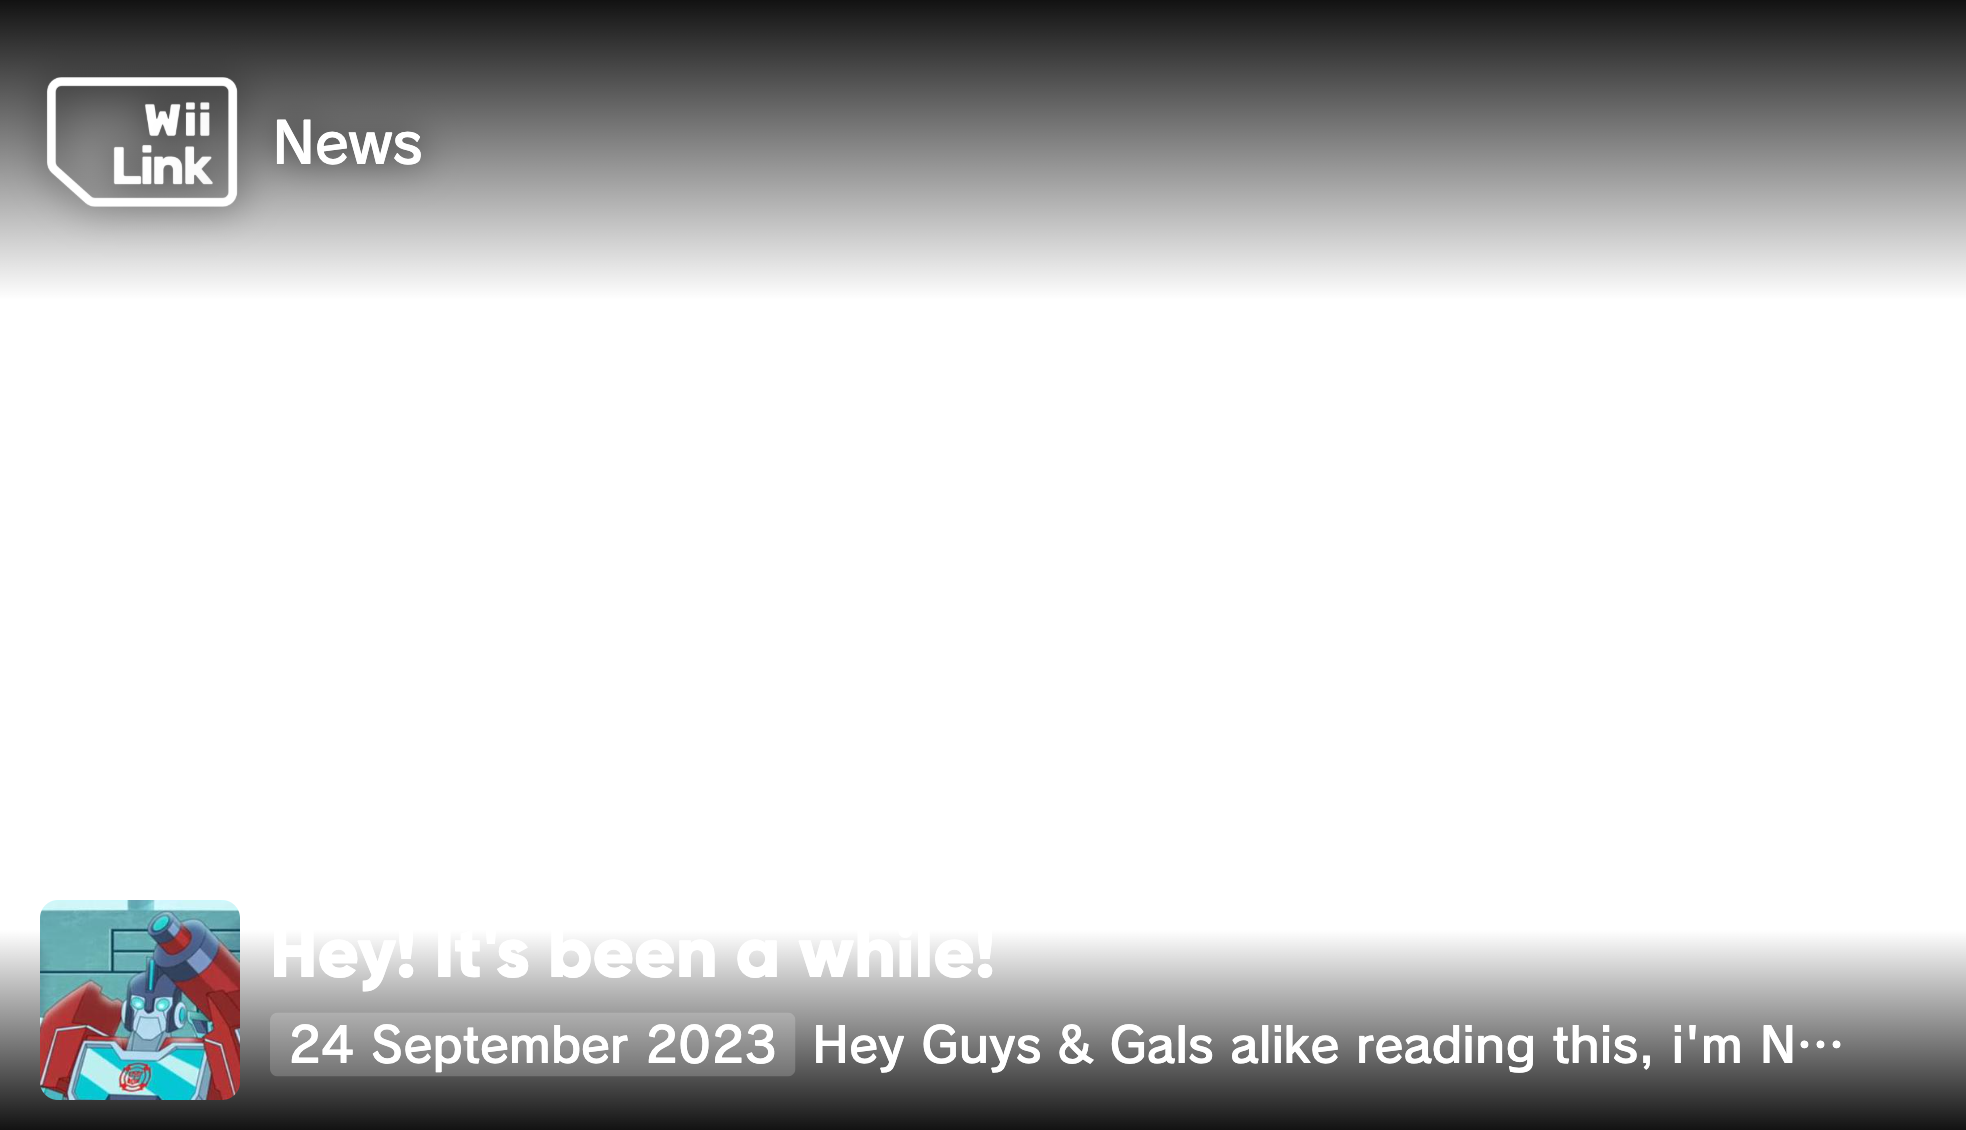 Wii
Link
News
Hey! It's been a while!
24 September 2023 Hey Guys & Gals alike reading this, i'm N…